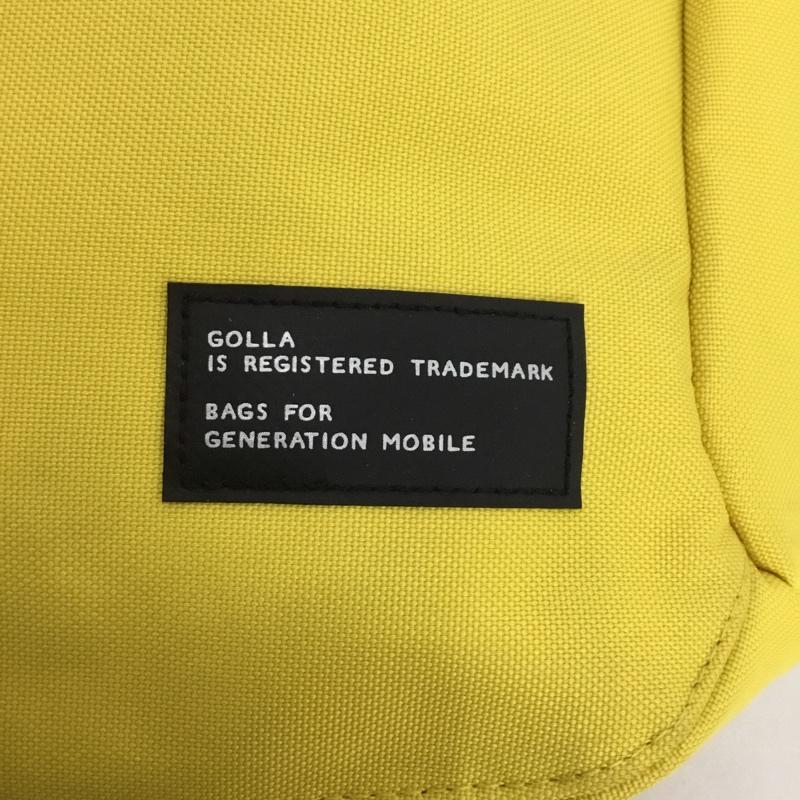 GOLLA
IS REGISTERED TRADEMARK
BAGS FOR
GENERATION MOBILE